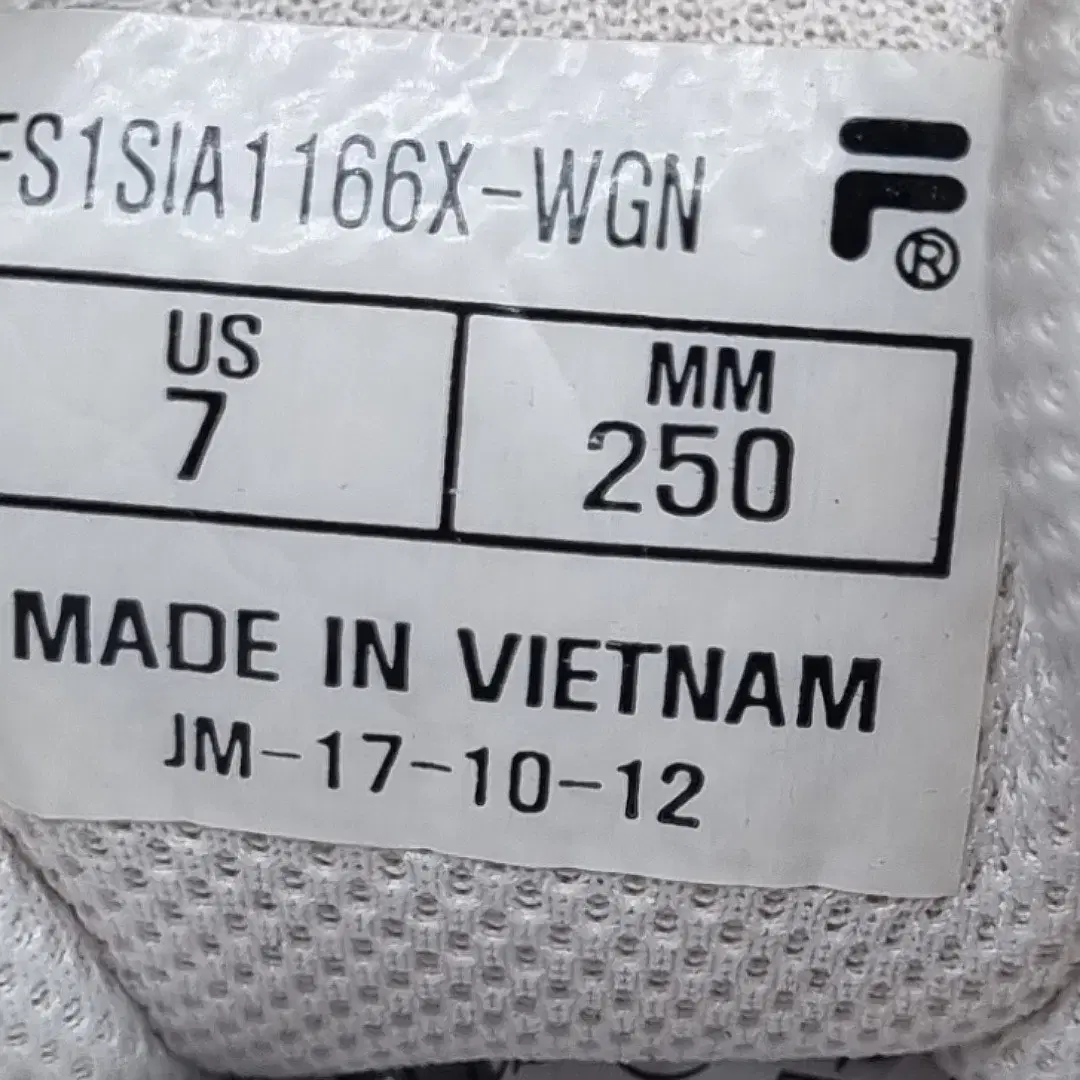 FS1SIA1166X-WGN
US MM
7 250
MADE IN VIETNAM
JM-17-10-12